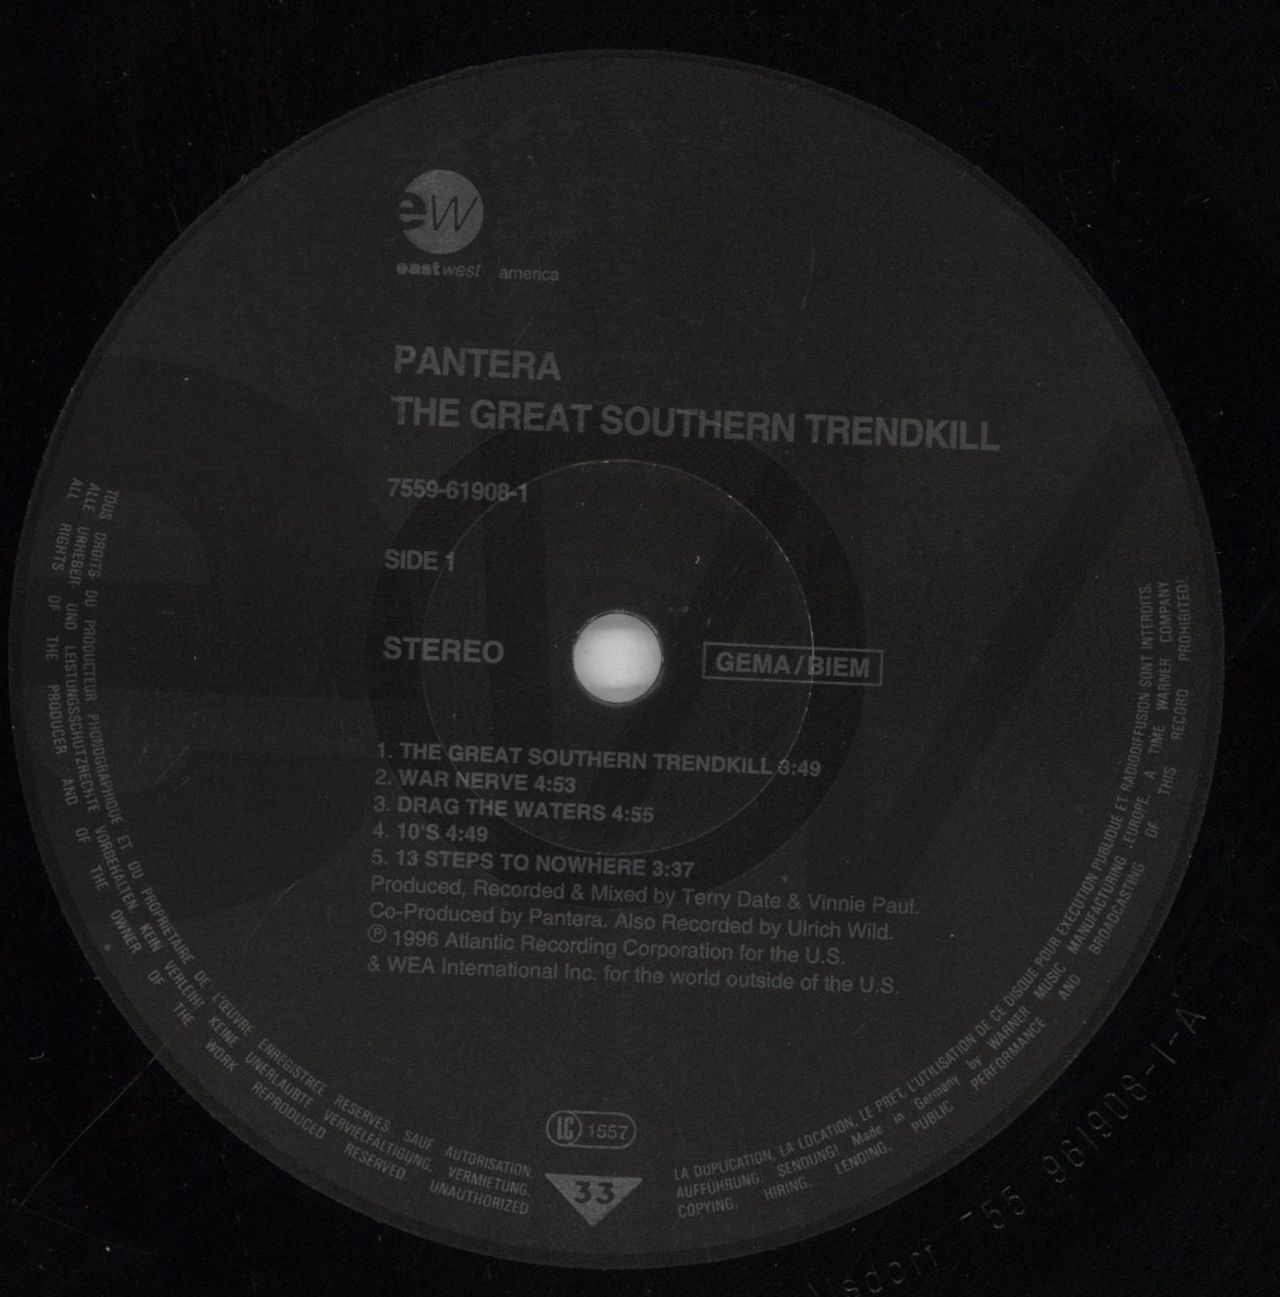 ew
eastwest america
PANTERA
THE GREAT SOUTHERN TRENDKILL
7559-61908-1
SIDE 1
STEREO
GEMA/BIEM
1. THE GREAT SOUTHERN TRENDKILL 3:49
2. WAR NERVE 4:53
3. DRAG THE WATERS 4:55
4. 10'S 4:49
5. 13 STEPS TO NOWHERE 3:37
Produced, Recorded & Mixed by Terry Date & Vinnie Paul.
Co-Produced by Pantera. Also Recorded by Ulrich Wild.
℗ 1996 Atlantic Recording Corporation for the U.S.
& WEA International Inc. for the world outside of the U.S.
LC 1557
33
TOUS DROITS DU PRODUCTEUR PHONOGRAPHIQUE ET DU PROPRIETAIRE DE L'ŒUVRE ENREGISTREE RESERVES. SAUF AUTORISATION
ALLE URHEBER- UND LEISTUNGSSCHUTZRECHTE VORBEHALTEN. KEIN VERLEIH! KEINE UNERLAUBTE VERVIELFÄLTIGUNG, VERMIETUNG,
ALL RIGHTS OF THE PRODUCER AND OF THE OWNER OF THE WORK REPRODUCED RESERVED. UNAUTHORIZED
LA DUPLICATION, LA LOCATION, LE PRET, L'UTILISATION DE CE DISQUE POUR EXECUTION PUBLIQUE ET RADIODIFFUSION SONT INTERDITS.
AUFFÜHRUNG, SENDUNG! Made in Germany by WARNER MUSIC MANUFACTURING EUROPE, A TIME WARNER COMPANY
COPYING, HIRING, LENDING, PUBLIC PERFORMANCE AND BROADCASTING OF THIS RECORD PROHIBITED!
961908-1-A